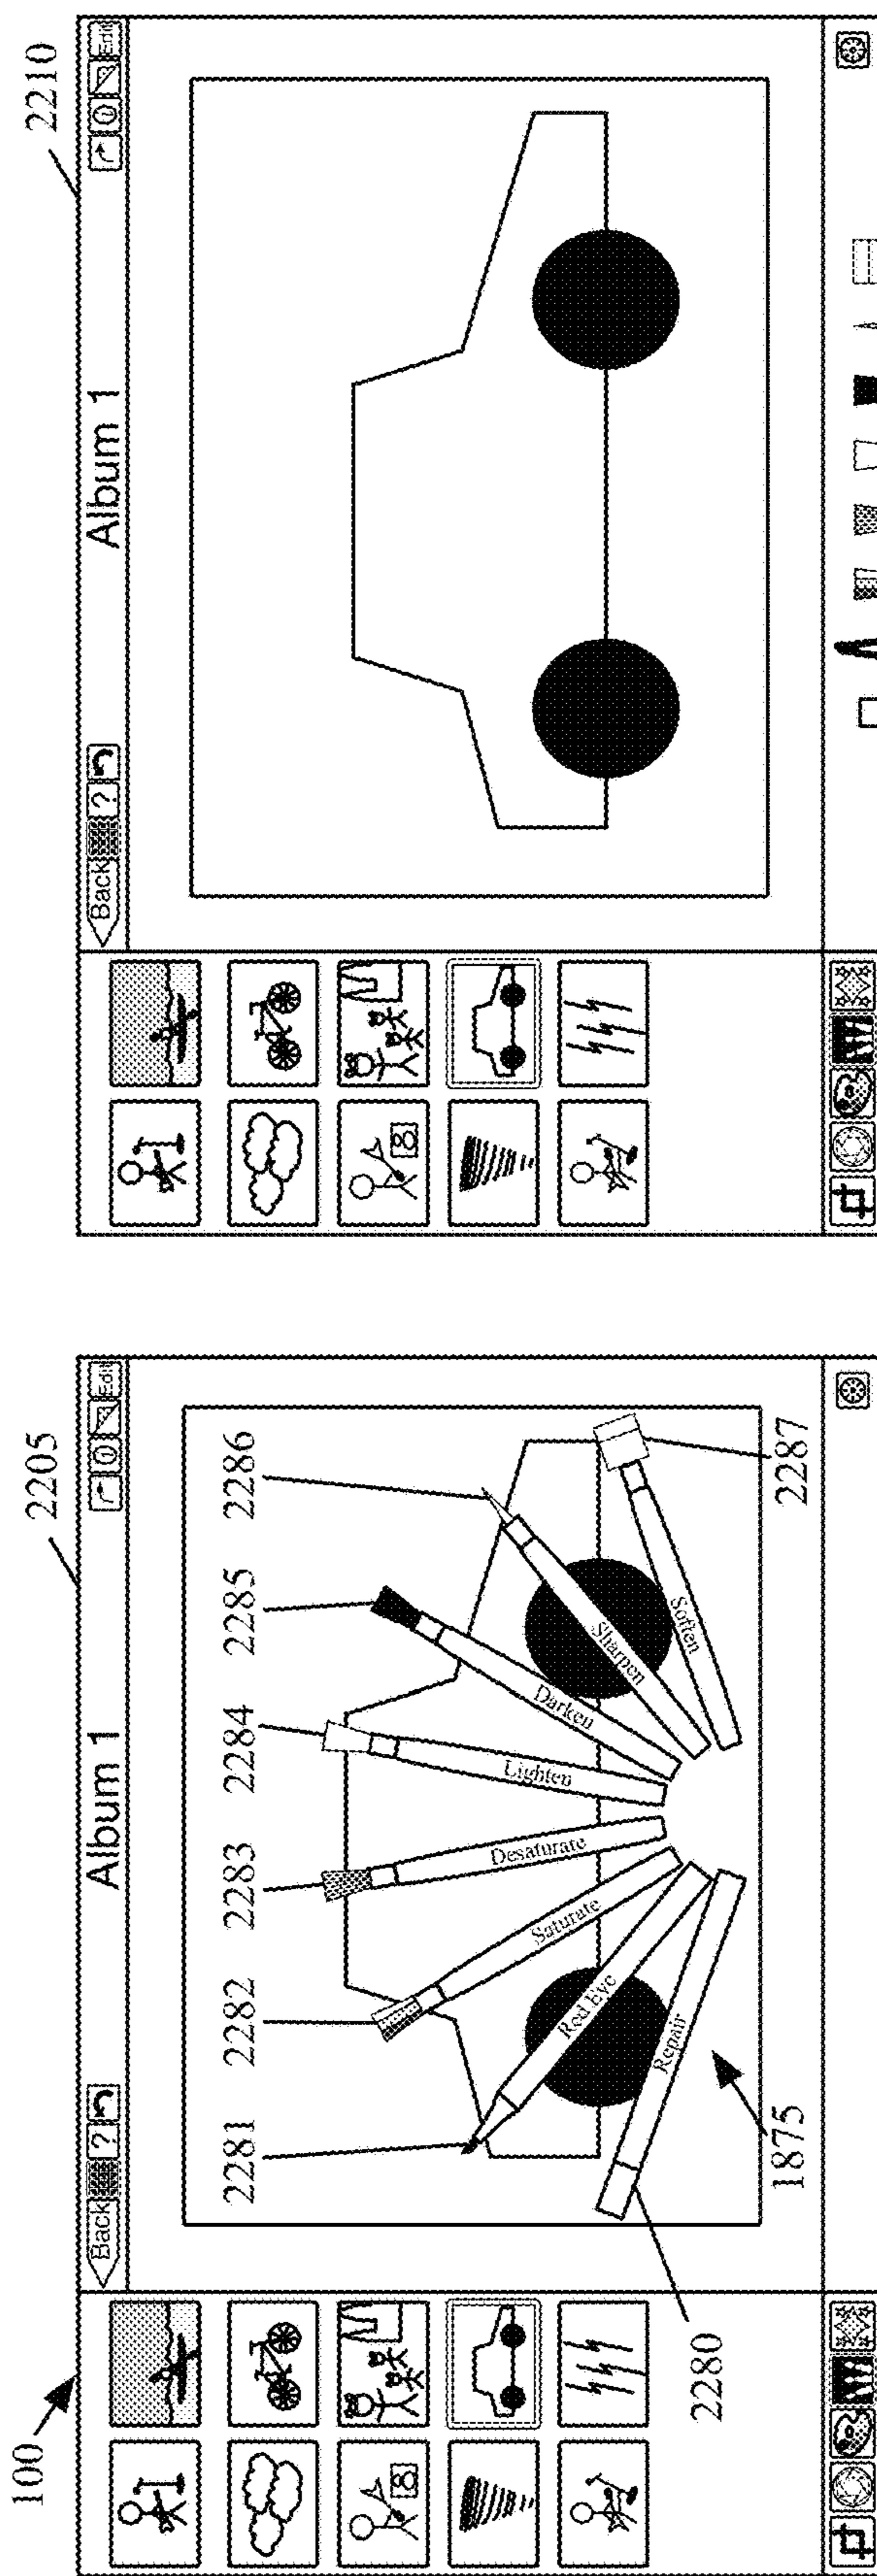 100
2205
Back ? Album 1 Edit
2281
2282
2283
2284
2285
2286
Repair
Red Eye
Saturate
Desaturate
Lighten
Darken
Sharpen
Soften
2280
1875
2287
2210
Back ? Album 1 Edit